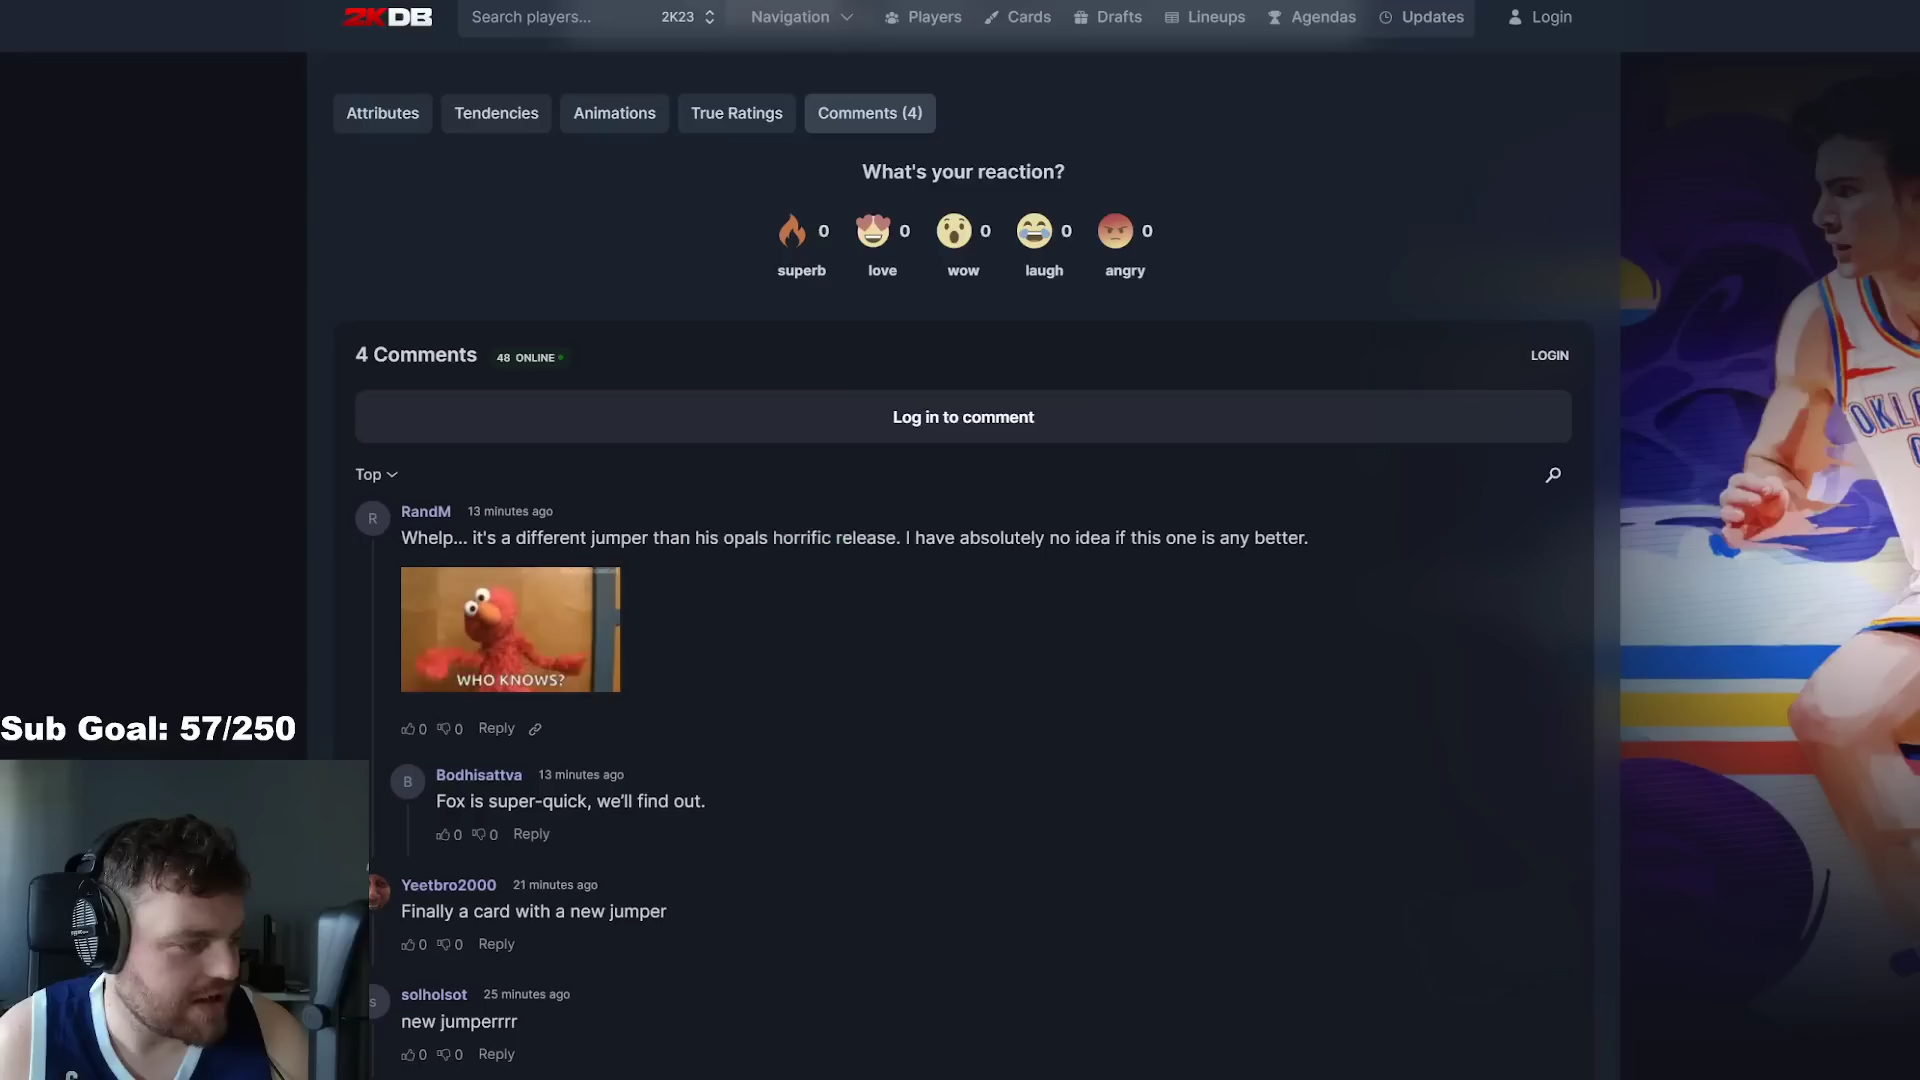 2KDB
Search players...
2K23
Navigation
Players
Cards
Drafts
Lineups
Agendas
Updates
Login
Attributes
Tendencies
Animations
True Ratings
Comments (4)
What's your reaction?
0
0
0
0
0
superb
love
wow
laugh
angry
4 Comments
48 ONLINE
LOGIN
Log in to comment
Top
R
RandM
13 minutes ago
Whelp... it's a different jumper than his opals horrific release. I have absolutely no idea if this one is any better.
WHO KNOWS?
0
0
Reply
B
Bodhisattva
13 minutes ago
Fox is super-quick, we'll find out.
0
0
Reply
Yeetbro2000
21 minutes ago
Finally a card with a new jumper
0
0
Reply
s
solholsot
25 minutes ago
new jumperrrr
0
0
Reply
Sub Goal: 57/250